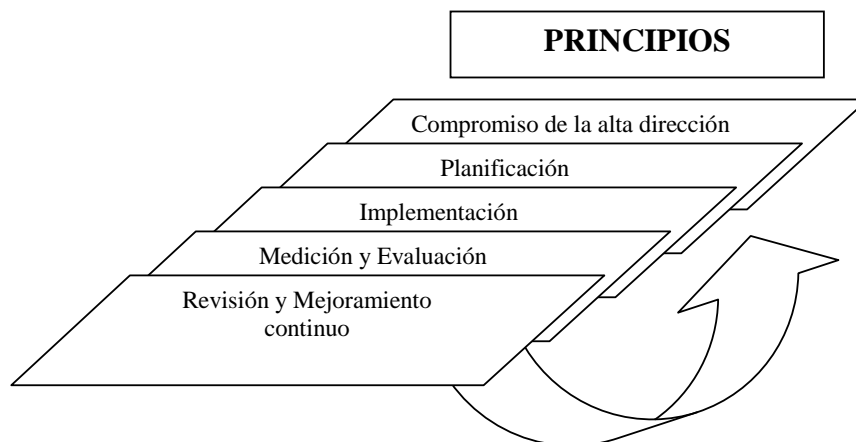 PRINCIPIOS
Compromiso de la alta dirección
Planificación
Implementación
Medición y Evaluación
Revisión y Mejoramiento
continuo